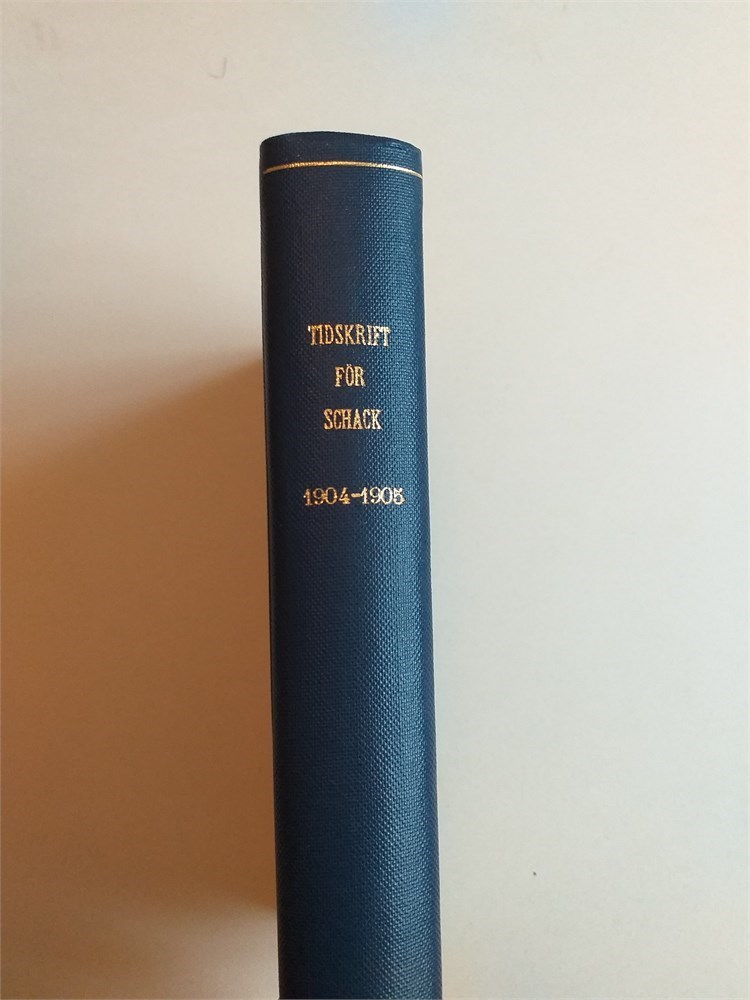 TIDSKRIFT
FÖR
SCHACK
1904-1905